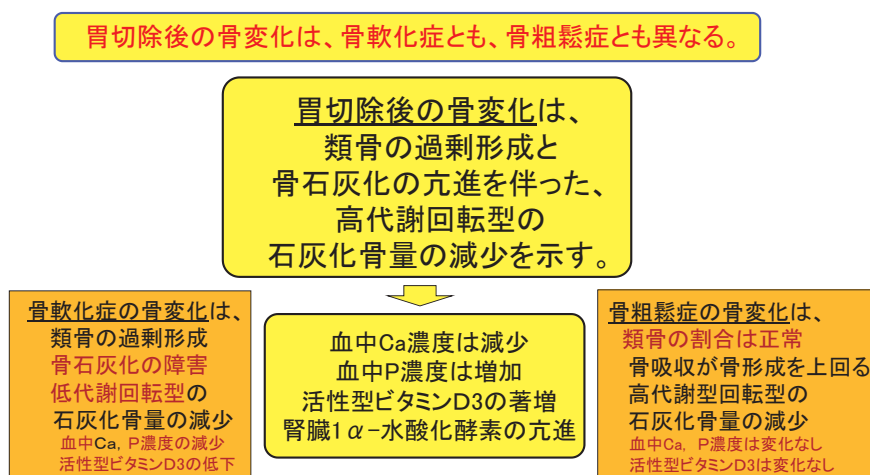 胃切除後の骨変化は、骨軟化症とも、骨粗鬆症とも異なる。
胃切除後の骨変化は、
類骨の過剰形成と
骨石灰化の亢進を伴った、
高代謝回転型の
石灰化骨量の減少を示す。
骨軟化症の骨変化は、
類骨の過剰形成
骨石灰化の障害
低代謝回転型の
石灰化骨量の減少
血中Ca, P濃度の減少
活性型ビタミンD3の低下
血中Ca濃度は減少
血中P濃度は増加
活性型ビタミンD3の著増
腎臓1α-水酸化酵素の亢進
骨粗鬆症の骨変化は、
類骨の割合は正常
骨吸収が骨形成を上回る
高代謝型回転型の
石灰化骨量の減少
血中Ca, P濃度は変化なし
活性型ビタミンD3は変化なし